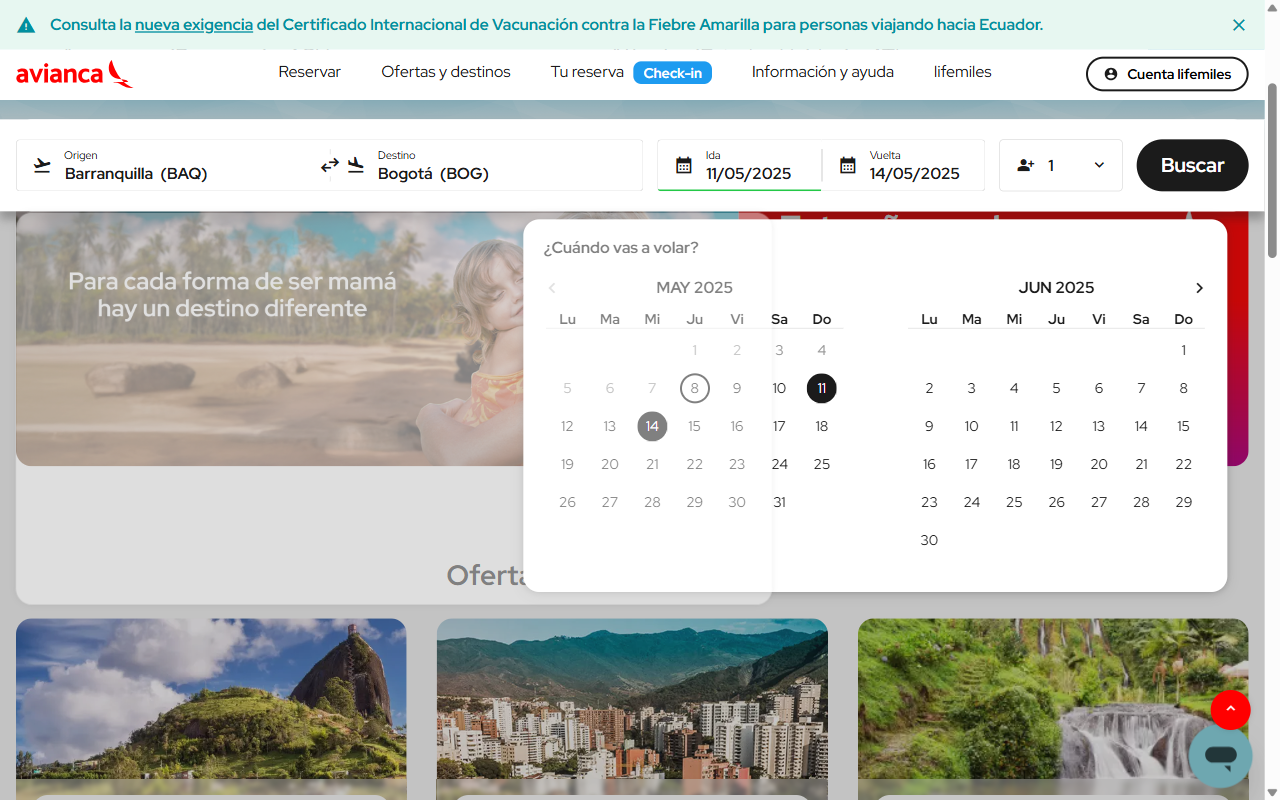 Consulta la nueva exigencia del Certificado Internacional de Vacunación contra la Fiebre Amarilla para personas viajando hacia Ecuador.
avianca
Reservar Ofertas y destinos Tu reserva Check-in Información y ayuda lifemiles Cuenta lifemiles
Origen Destino Ida Vuelta
Barranquilla (BAQ) Bogotá (BOG) 11/05/2025 14/05/2025 1 Buscar
Para cada forma de ser mamá
hay un destino diferente
¿Cuándo vas a volar?
MAY 2025
Lu Ma Mi Ju Vi Sa Do
1 2 3 4
5 6 7 8 9 10 11
12 13 14 15 16 17 18
19 20 21 22 23 24 25
26 27 28 29 30 31
JUN 2025
Lu Ma Mi Ju Vi Sa Do
1
2 3 4 5 6 7 8
9 10 11 12 13 14 15
16 17 18 19 20 21 22
23 24 25 26 27 28 29
30